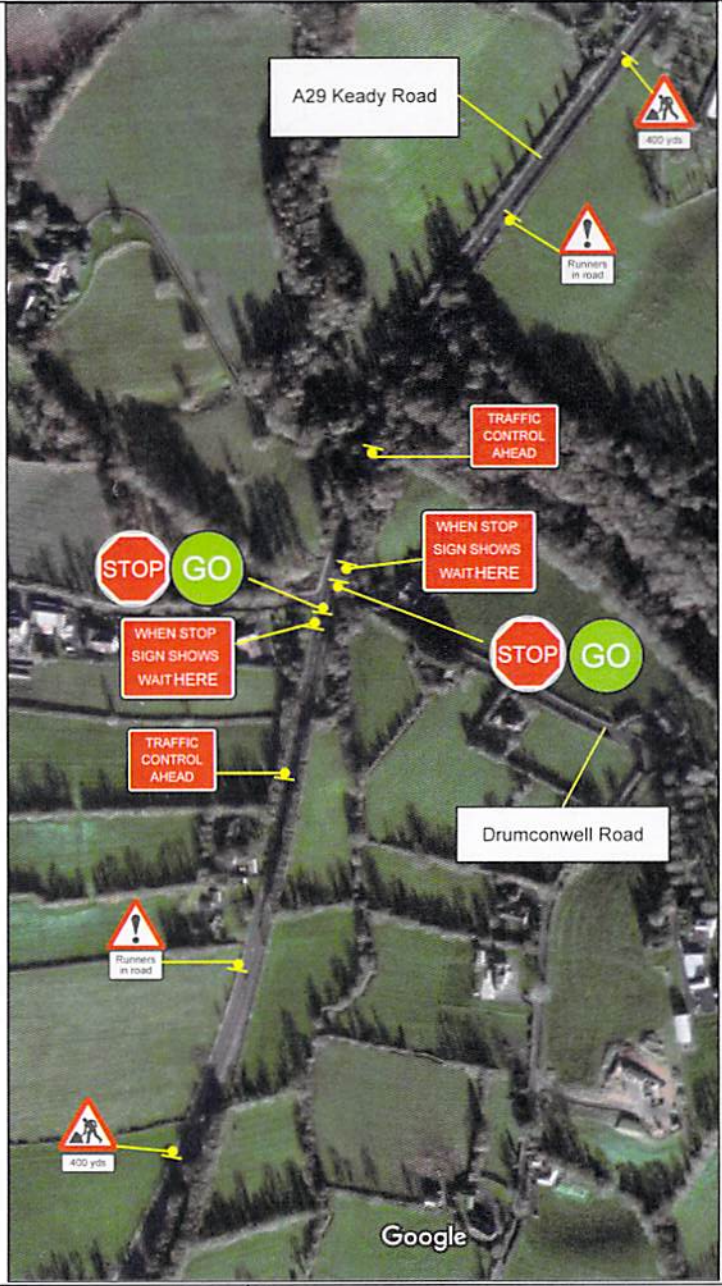 A29 Keady Road
400 yds
Runners
in road
TRAFFIC
CONTROL
AHEAD
WHEN STOP
SIGN SHOWS
WAIT HERE
STOP GO
WHEN STOP
SIGN SHOWS
WAIT HERE
STOP GO
TRAFFIC
CONTROL
AHEAD
Drumconwell Road
Runners
in road
400 yds
Google